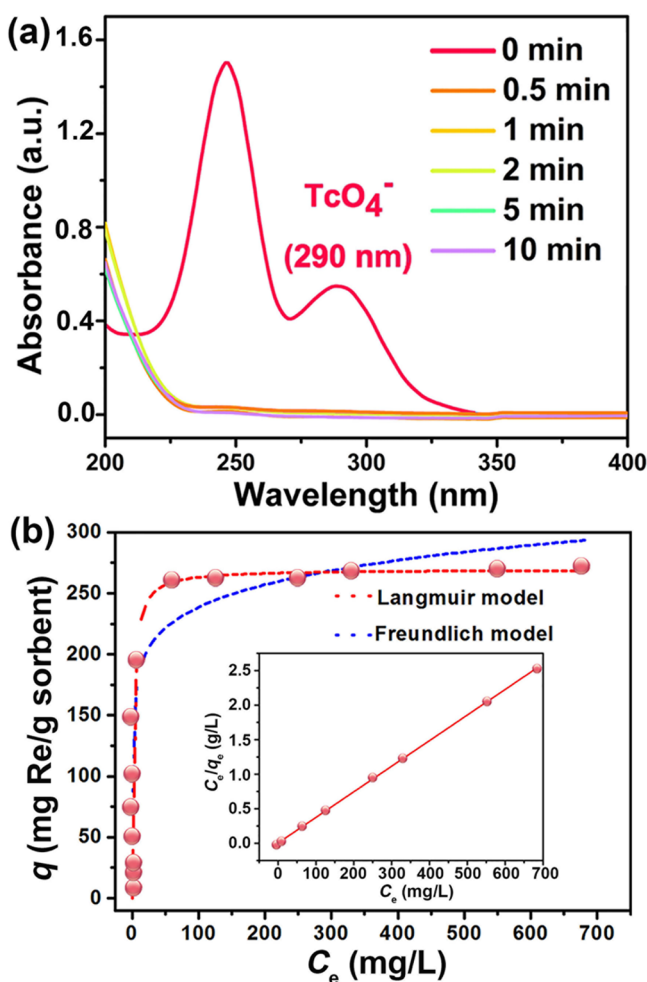 (a)
1.6
1.2
0.8
0.4
0.0
Absorbance (a.u.)
0 min
0.5 min
1 min
2 min
5 min
10 min
TcO₄⁻
(290 nm)
200 250 300 350 400
Wavelength (nm)
(b)
300
250
200
150
100
50
0
q (mg Re/g sorbent)
Langmuir model
Freundlich model
2.5
2.0
1.5
1.0
0.5
0.0
Cₑ/qₑ (g/L)
0 100 200 300 400 500 600 700
Cₑ (mg/L)
0 100 200 300 400 500 600 700
Cₑ (mg/L)